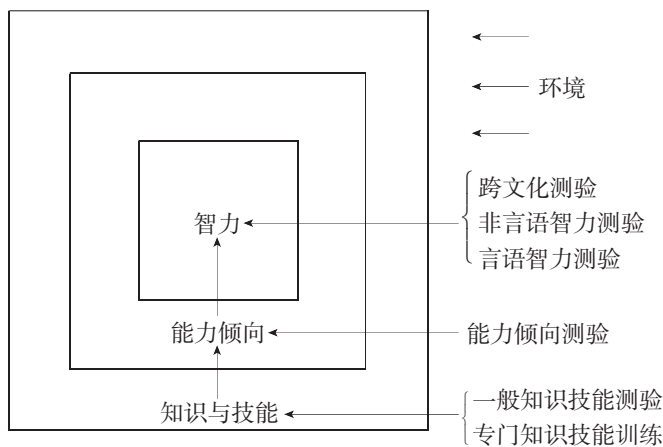 环境
跨文化测验
智力
非言语智力测验
言语智力测验
能力倾向
能力倾向测验
知识与技能
一般知识技能测验
专门知识技能训练